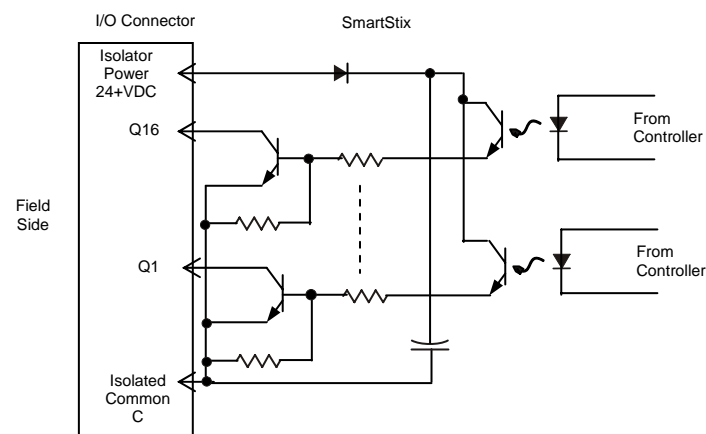 I/O Connector
SmartStix
Isolator
Power
24+VDC
Q16
From
Controller
Field
Side
Q1
From
Controller
Isolated
Common
C